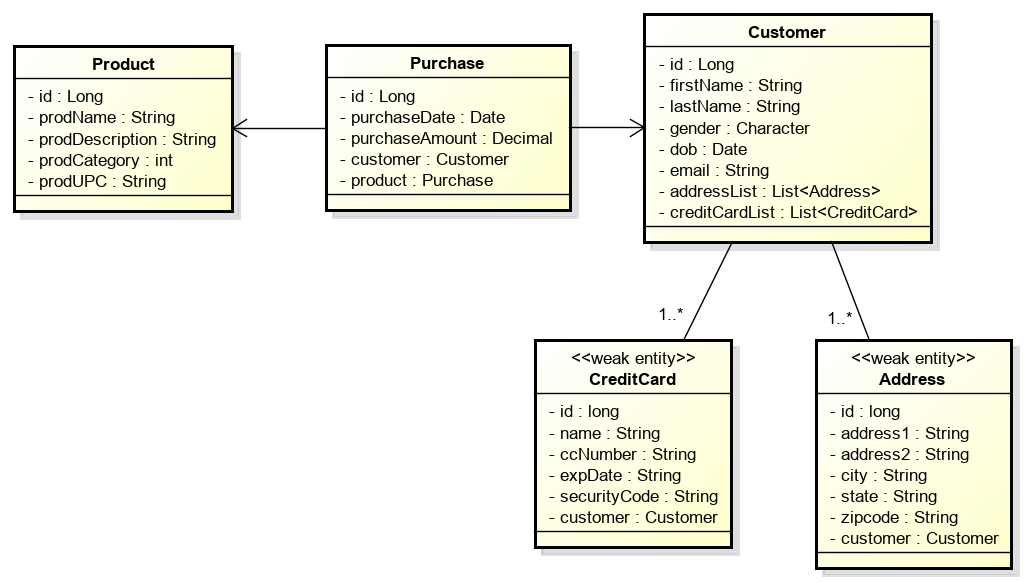 Product
- id : Long
- prodName : String
- prodDescription : String
- prodCategory : int
- prodUPC : String
Purchase
- id : Long
- purchaseDate : Date
- purchaseAmount : Decimal
- customer : Customer
- product : Purchase
Customer
- id : Long
- firstName : String
- lastName : String
- gender : Character
- dob : Date
- email : String
- addressList : List<Address>
- creditCardList : List<CreditCard>
1..*
1..*
<<weak entity>>
CreditCard
- id : long
- name : String
- ccNumber : String
- expDate : String
- securityCode : String
- customer : Customer
<<weak entity>>
Address
- id : long
- address1 : String
- address2 : String
- city : String
- state : String
- zipcode : String
- customer : Customer